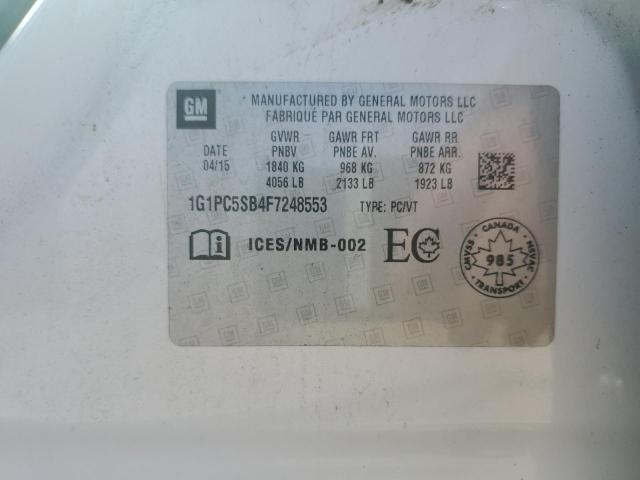 GM
MANUFACTURED BY GENERAL MOTORS LLC
FABRIQUÉ PAR GENERAL MOTORS LLC
GVWR GAWR FRT GAWR RR
DATE PNBV PNBE AV. PNBE ARR.
04/15 1840 KG 968 KG 872 KG
4056 LB 2133 LB 1923 LB
1G1PC5SB4F7248553 TYPE: PC/VT
ICES/NMB-002 EC
CANADA
CMVSS 985 NSVAC
TRANSPORT